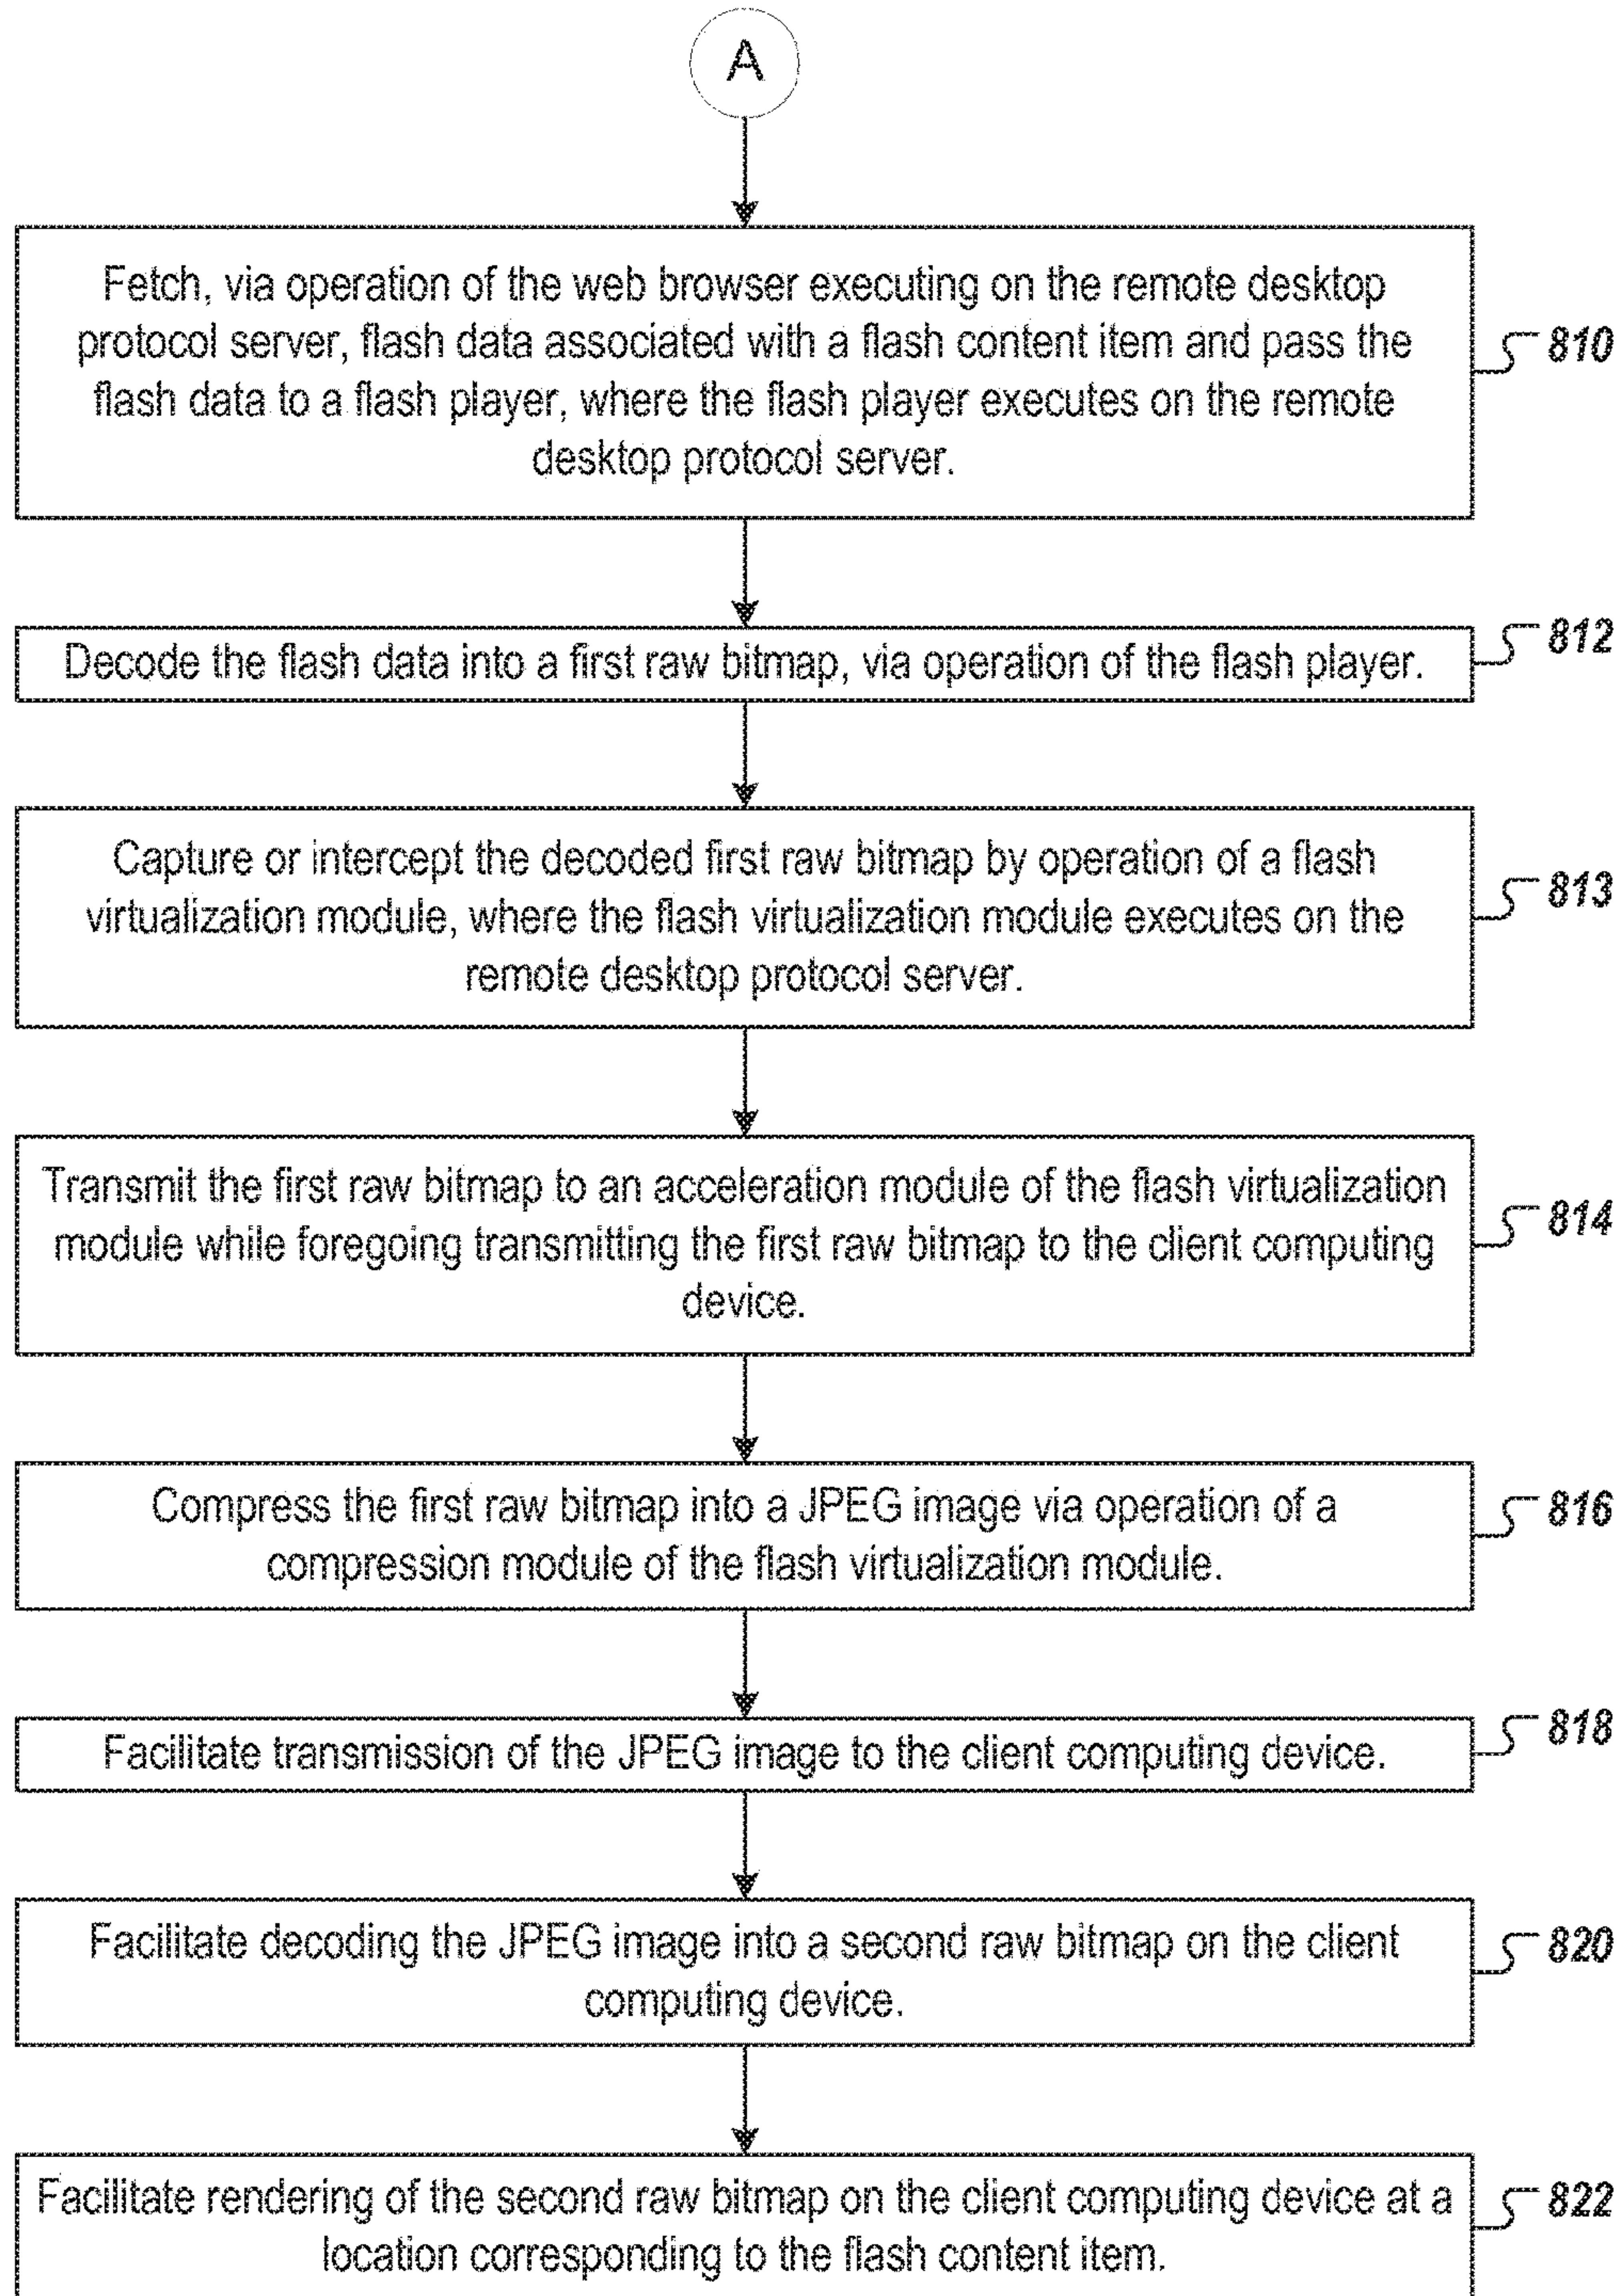 A
Fetch, via operation of the web browser executing on the remote desktop
protocol server, flash data associated with a flash content item and pass the
flash data to a flash player, where the flash player executes on the remote
desktop protocol server.
810
Decode the flash data into a first raw bitmap, via operation of the flash player.
812
Capture or intercept the decoded first raw bitmap by operation of a flash
virtualization module, where the flash virtualization module executes on the
remote desktop protocol server.
813
Transmit the first raw bitmap to an acceleration module of the flash virtualization
module while foregoing transmitting the first raw bitmap to the client computing
device.
814
Compress the first raw bitmap into a JPEG image via operation of a
compression module of the flash virtualization module.
816
Facilitate transmission of the JPEG image to the client computing device.
818
Facilitate decoding the JPEG image into a second raw bitmap on the client
computing device.
820
Facilitate rendering of the second raw bitmap on the client computing device at a
location corresponding to the flash content item.
822